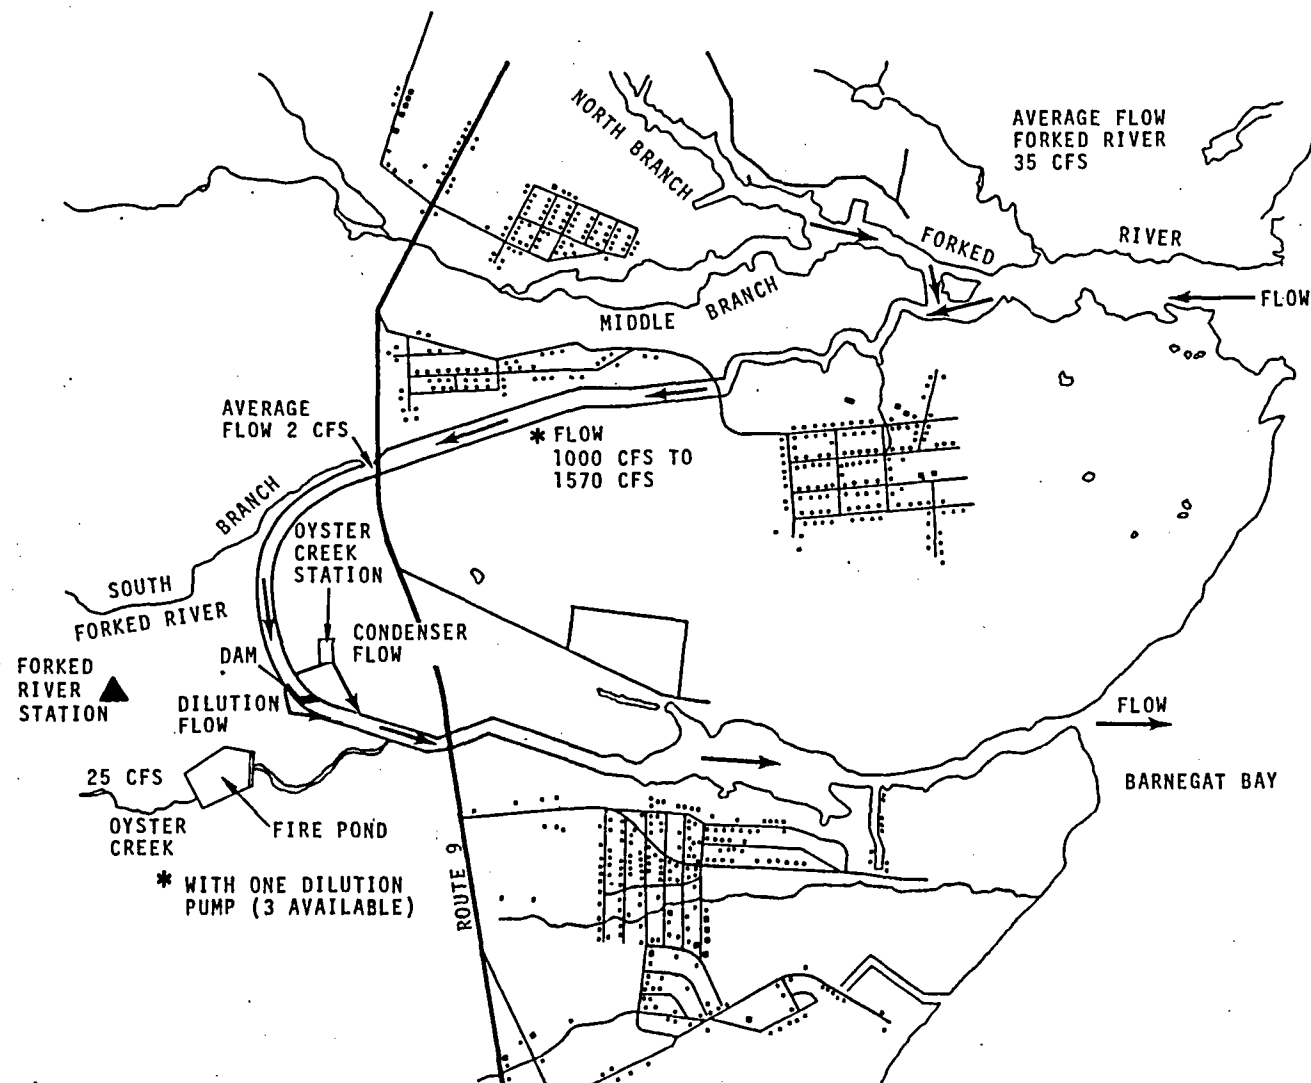 NORTH BRANCH
AVERAGE FLOW
FORKED RIVER
35 CFS
FORKED
RIVER
FLOW
MIDDLE
BRANCH
AVERAGE
FLOW 2 CFS
* FLOW
1000 CFS TO
1570 CFS
BRANCH
SOUTH
FORKED RIVER
OYSTER
CREEK
STATION
CONDENSER
FLOW
DAM
FORKED
RIVER
STATION
DILUTION
FLOW
FLOW
BARNEGAT BAY
25 CFS
OYSTER
CREEK
FIRE POND
* WITH ONE DILUTION
PUMP (3 AVAILABLE)
ROUTE 9